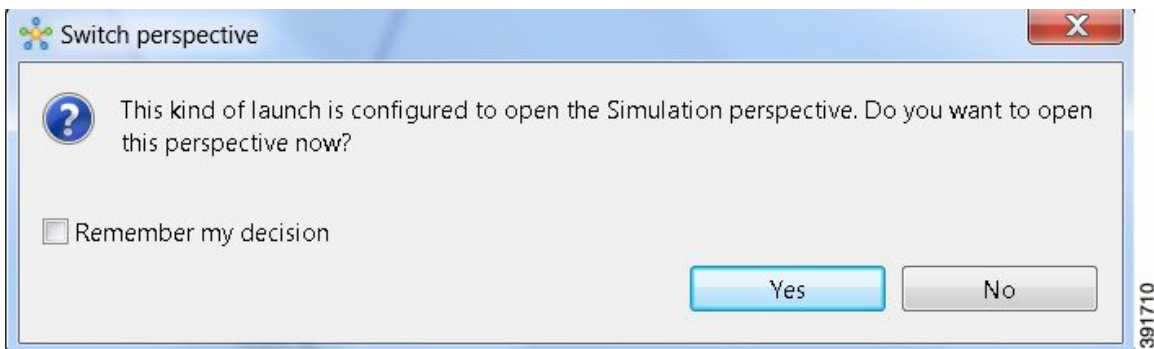 Switch perspective
This kind of launch is configured to open the Simulation perspective. Do you want to open
this perspective now?
Remember my decision
Yes
No
391710